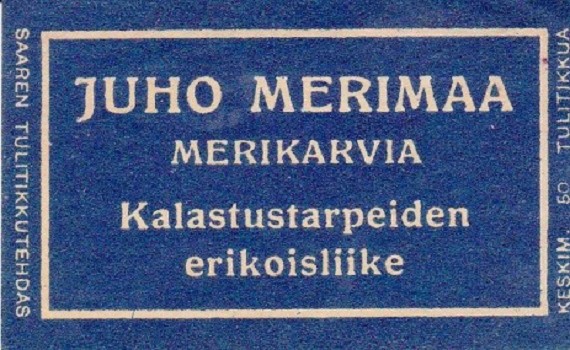 JUHO MERIMAA
MERIKARVIA
Kalastustarpeiden
erikoisliike
SAAREN TULITIKKUTEHDAS
KESKIM. 50 TULITIKKUA